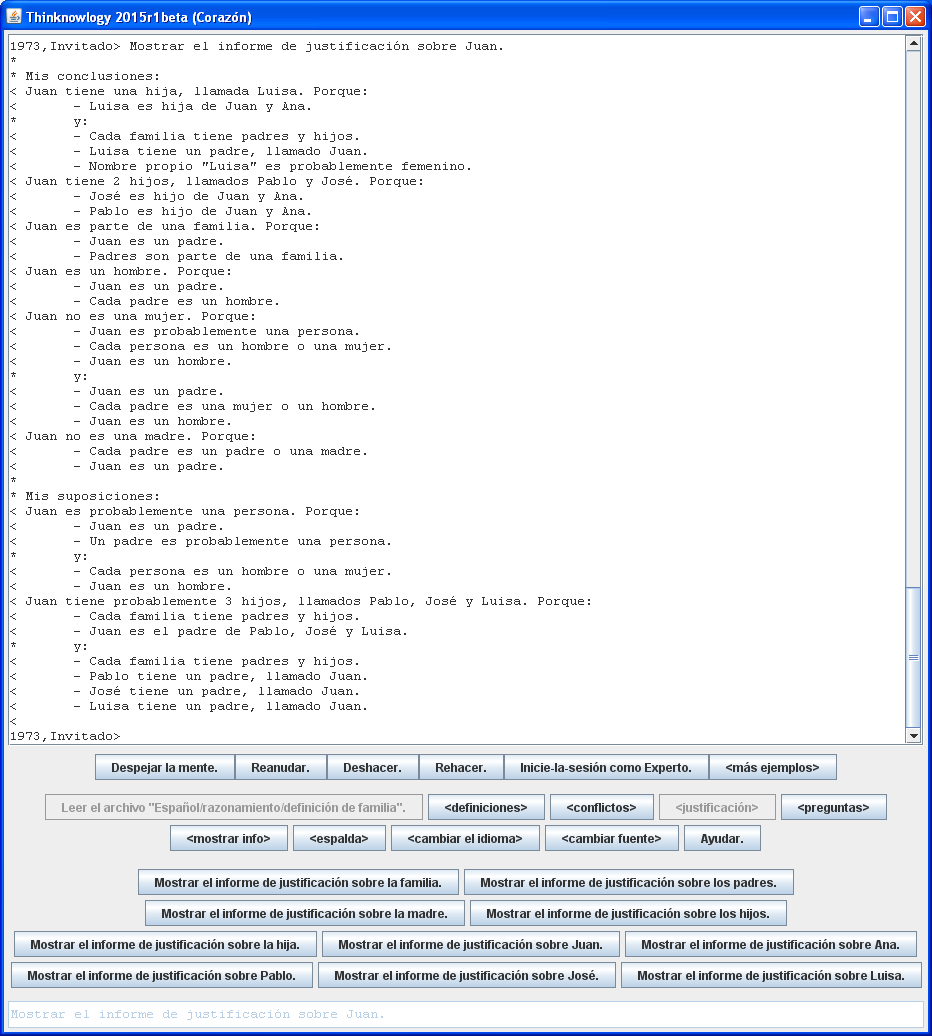 Thinknowlogy 2015r1beta (Corazón)
1973,Invitado> Mostrar el informe de justificación sobre Juan.
*
* Mis conclusiones:
< Juan tiene una hija, llamada Luisa. Porque:
<       - Luisa es hija de Juan y Ana.
*       y:
<       - Cada familia tiene padres y hijos.
<       - Luisa tiene un padre, llamado Juan.
<       - Nombre propio "Luisa" es probablemente femenino.
< Juan tiene 2 hijos, llamados Pablo y José. Porque:
<       - José es hijo de Juan y Ana.
<       - Pablo es hijo de Juan y Ana.
< Juan es parte de una familia. Porque:
<       - Juan es un padre.
<       - Padres son parte de una familia.
< Juan es un hombre. Porque:
<       - Juan es un padre.
<       - Cada padre es un hombre.
< Juan no es una mujer. Porque:
<       - Juan es probablemente una persona.
<       - Cada persona es un hombre o una mujer.
<       - Juan es un hombre.
*       y:
<       - Juan es un padre.
<       - Cada padre es una mujer o un hombre.
<       - Juan es un hombre.
< Juan no es una madre. Porque:
<       - Cada padre es un padre o una madre.
<       - Juan es un padre.
*
* Mis suposiciones:
< Juan es probablemente una persona. Porque:
<       - Juan es un padre.
<       - Un padre es probablemente una persona.
*       y:
<       - Cada persona es un hombre o una mujer.
<       - Juan es un hombre.
< Juan tiene probablemente 3 hijos, llamados Pablo, José y Luisa. Porque:
<       - Cada familia tiene padres y hijos.
<       - Juan es el padre de Pablo, José y Luisa.
*       y:
<       - Cada familia tiene padres y hijos.
<       - Pablo tiene un padre, llamado Juan.
<       - José tiene un padre, llamado Juan.
<       - Luisa tiene un padre, llamado Juan.
<
1973,Invitado>
Despejar la mente. Reanudar. Deshacer. Rehacer. Inicie-la-sesión como Experto. <más ejemplos>
Leer el archivo "Español/razonamiento/definición de familia". <definiciones> <conflictos> <justificación> <preguntas>
<mostrar info> <espalda> <cambiar el idioma> <cambiar fuente> Ayudar.
Mostrar el informe de justificación sobre la familia. Mostrar el informe de justificación sobre los padres.
Mostrar el informe de justificación sobre la madre. Mostrar el informe de justificación sobre los hijos.
Mostrar el informe de justificación sobre la hija. Mostrar el informe de justificación sobre Juan. Mostrar el informe de justificación sobre Ana.
Mostrar el informe de justificación sobre Pablo. Mostrar el informe de justificación sobre José. Mostrar el informe de justificación sobre Luisa.
Mostrar el informe de justificación sobre Juan.